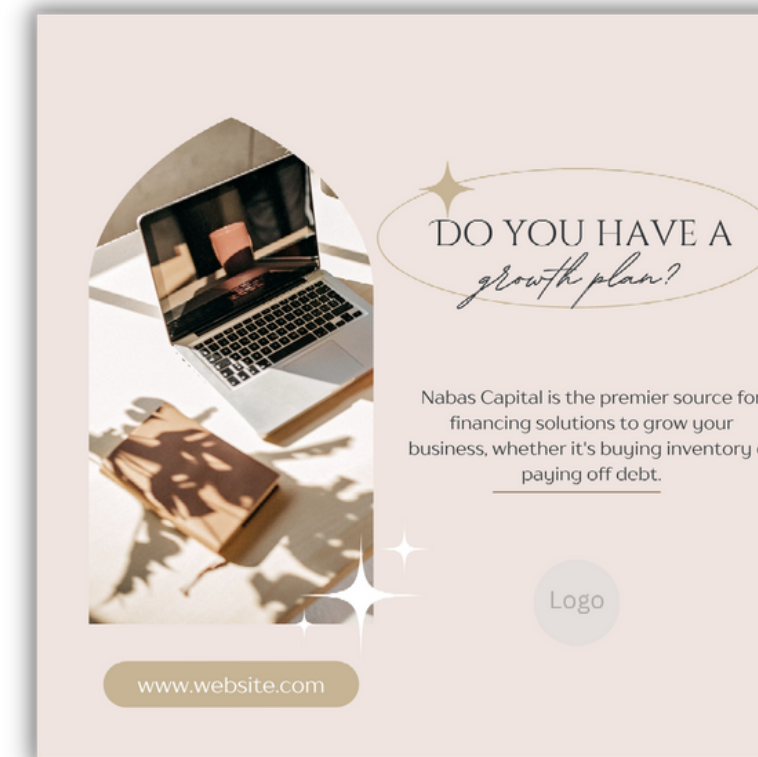 DO YOU HAVE A
growth plan?
Nabas Capital is the premier source for
financing solutions to grow your
business, whether it's buying inventory
paying off debt.
Logo
www.website.com